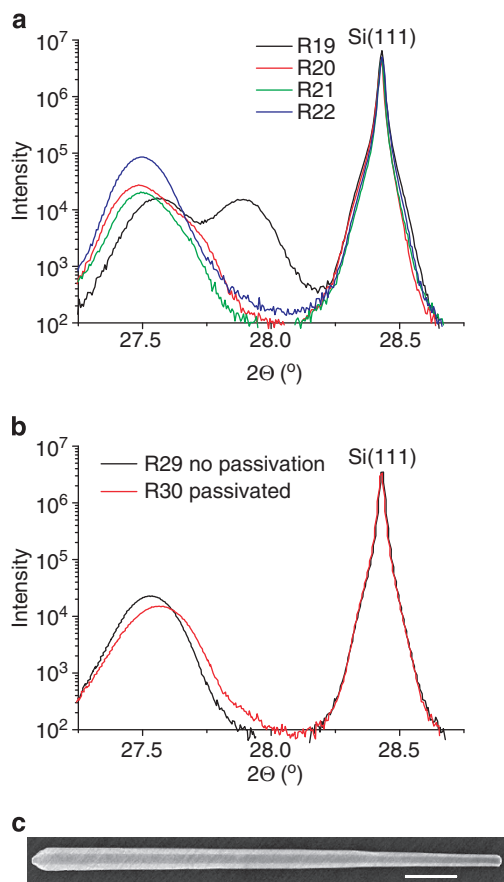 a
10⁷
10⁶
10⁵
10⁴
10³
10²
Intensity
R19
R20
R21
R22
Si(111)
27.5
28.0
28.5
2Θ (°)
b
10⁷
10⁶
10⁵
10⁴
10³
10²
Intensity
R29 no passivation
R30 passivated
Si(111)
27.5
28.0
28.5
2Θ (°)
c